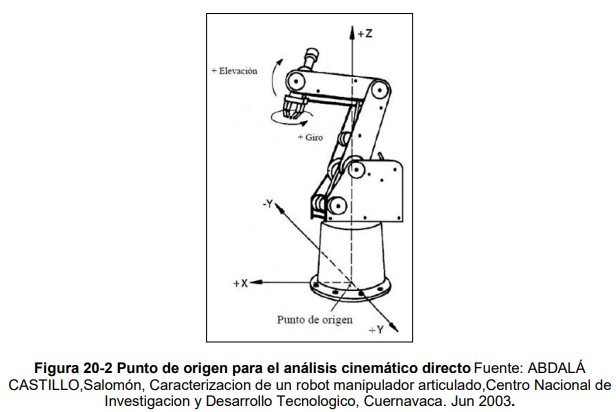 +Z
+ Elevación
+ Giro
-Y
+X
Punto de origen
+Y
Figura 20-2 Punto de origen para el análisis cinemático directo Fuente: ABDALÁ
CASTILLO,Salomón, Caracterizacion de un robot manipulador articulado,Centro Nacional de
Investigacion y Desarrollo Tecnologico, Cuernavaca. Jun 2003.